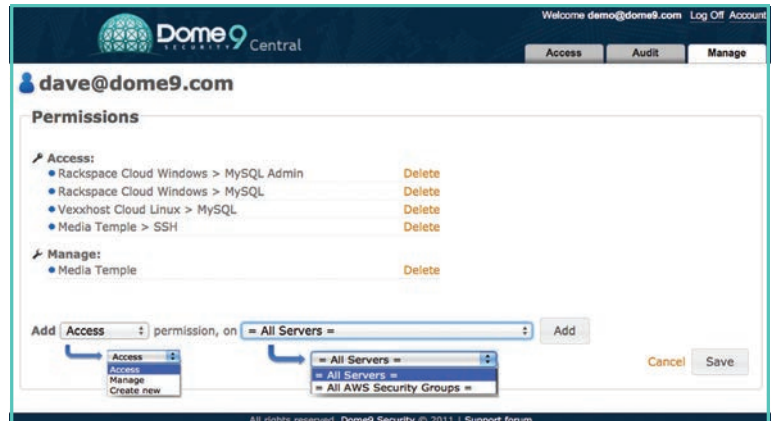 Welcome demo@dome9.com Log Off Account
Dome9 Central
SECURITY
Access Audit Manage
dave@dome9.com
Permissions
Access:
Rackspace Cloud Windows > MySQL Admin Delete
Rackspace Cloud Windows > MySQL Delete
Vexxhost Cloud Linux > MySQL Delete
Media Temple > SSH Delete
Manage:
Media Temple Delete
Add Access permission, on = All Servers = Add
Access
Access
Manage
Create new
= All Servers =
= All Servers =
= All AWS Security Groups =
Cancel Save
All rights reserved. Dome9 Security © 2011 | Support forum